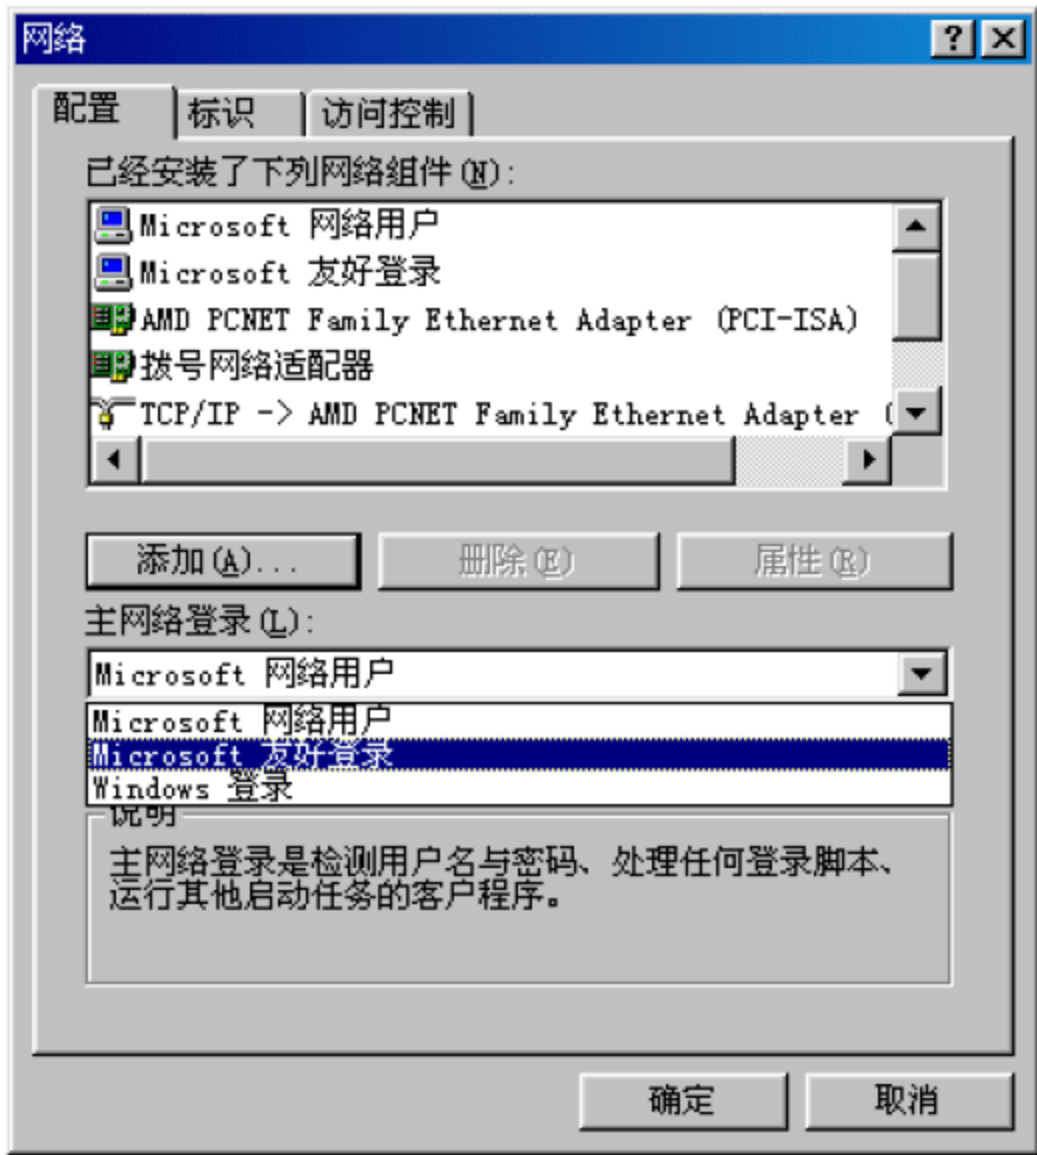 网络
配置 标识 访问控制
已经安装了下列网络组件(N):
Microsoft 网络用户
Microsoft 友好登录
AMD PCNET Family Ethernet Adapter (PCI-ISA)
拨号网络适配器
TCP/IP -> AMD PCNET Family Ethernet Adapter (
添加(A)... 删除(E) 属性(R)
主网络登录(L):
Microsoft 网络用户
Microsoft 网络用户
Microsoft 友好登录
Windows 登录
说明
主网络登录是检测用户名与密码、处理任何登录脚本、
运行其他启动任务的客户程序。
确定 取消